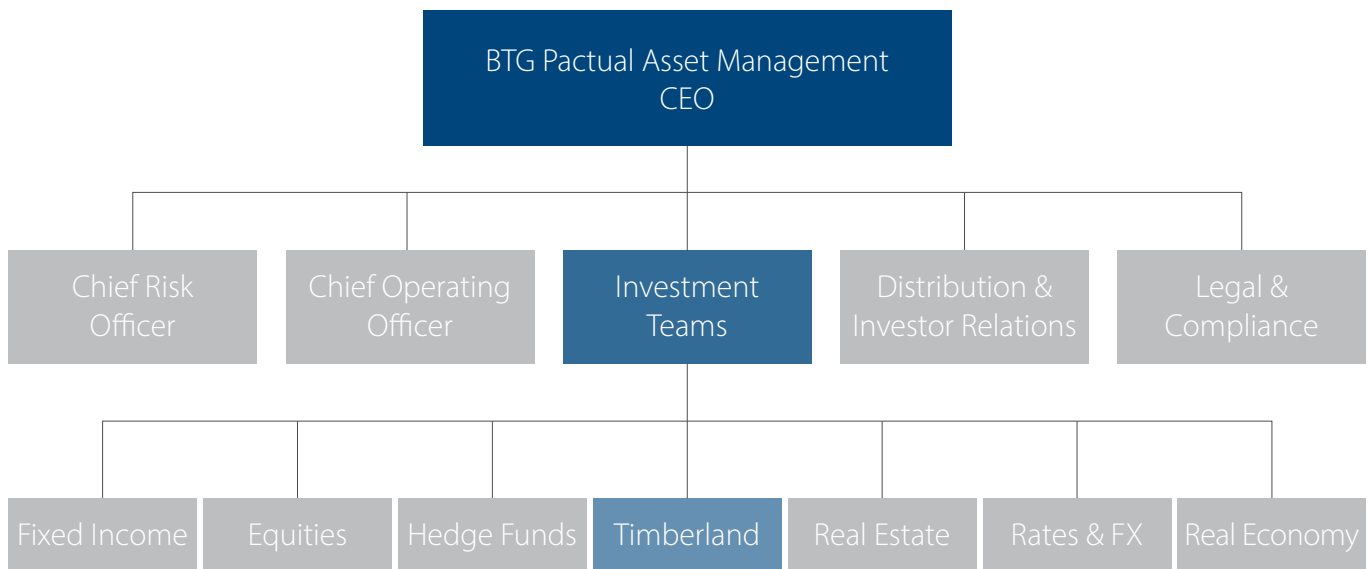 BTG Pactual Asset Management
CEO
Chief Risk
Officer
Chief Operating
Officer
Investment
Teams
Distribution &
Investor Relations
Legal &
Compliance
Fixed Income
Equities
Hedge Funds
Timberland
Real Estate
Rates & FX
Real Economy